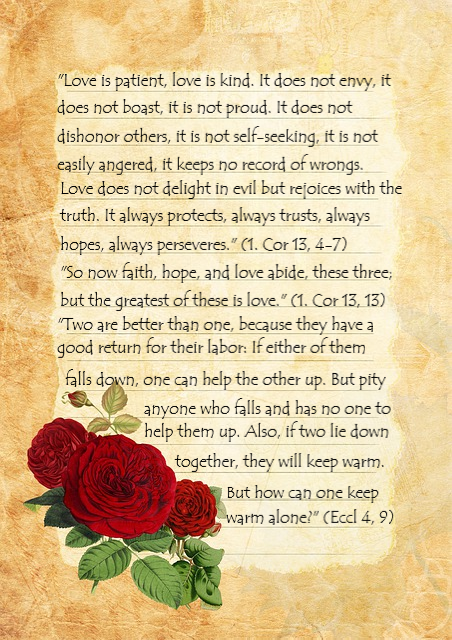 "Love is patient, love is kind. It does not envy, it
does not boast, it is not proud. It does not
dishonor others, it is not self-seeking, it is not
easily angered, it keeps no record of wrongs.
Love does not delight in evil but rejoices with the
truth. It always protects, always trusts, always
hopes, always perseveres." (1. Cor 13, 4-7)
"So now faith, hope, and love abide, these three;
but the greatest of these is love." (1. Cor 13, 13)
"Two are better than one, because they have a
good return for their labor: If either of them
falls down, one can help the other up. But pity
anyone who falls and has no one to
help them up. Also, if two lie down
together, they will keep warm.
But how can one keep
warm alone?" (Eccl 4, 9)